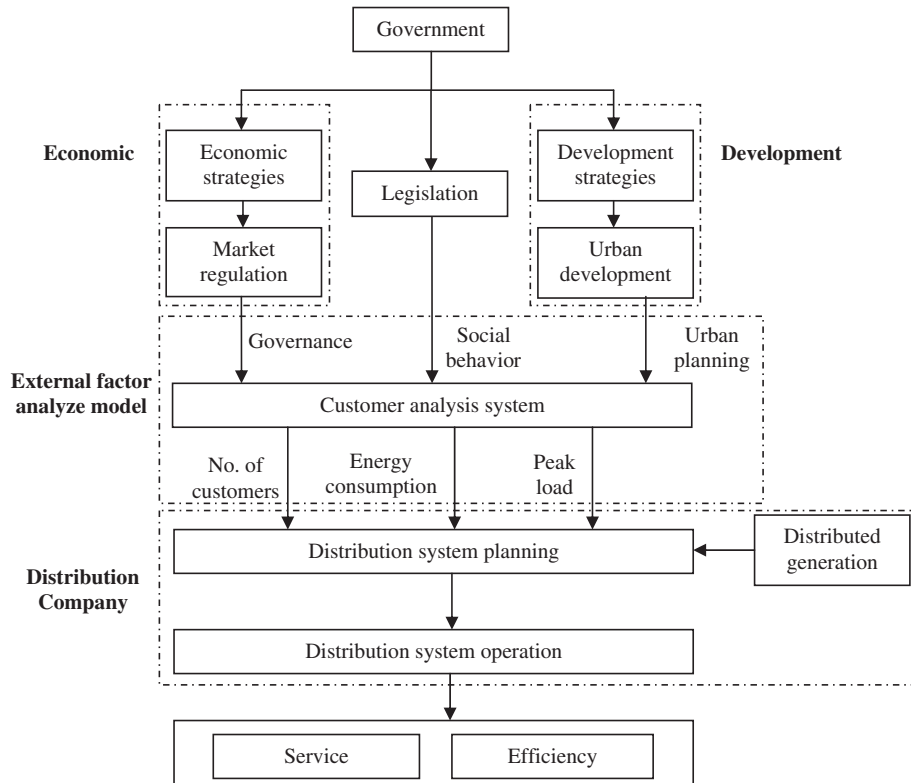 Government
Economic
Economic
strategies
Development
strategies
Development
Legislation
Market
regulation
Urban
development
Governance
Social
behavior
Urban
planning
External factor
analyze model
Customer analysis system
No. of
customers
Energy
consumption
Peak
load
Distribution system planning
Distributed
generation
Distribution
Company
Distribution system operation
Service
Efficiency